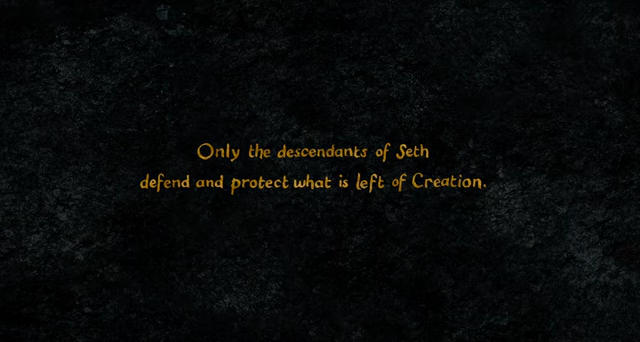 Only the descendants of Seth
defend and protect what is left of Creation.